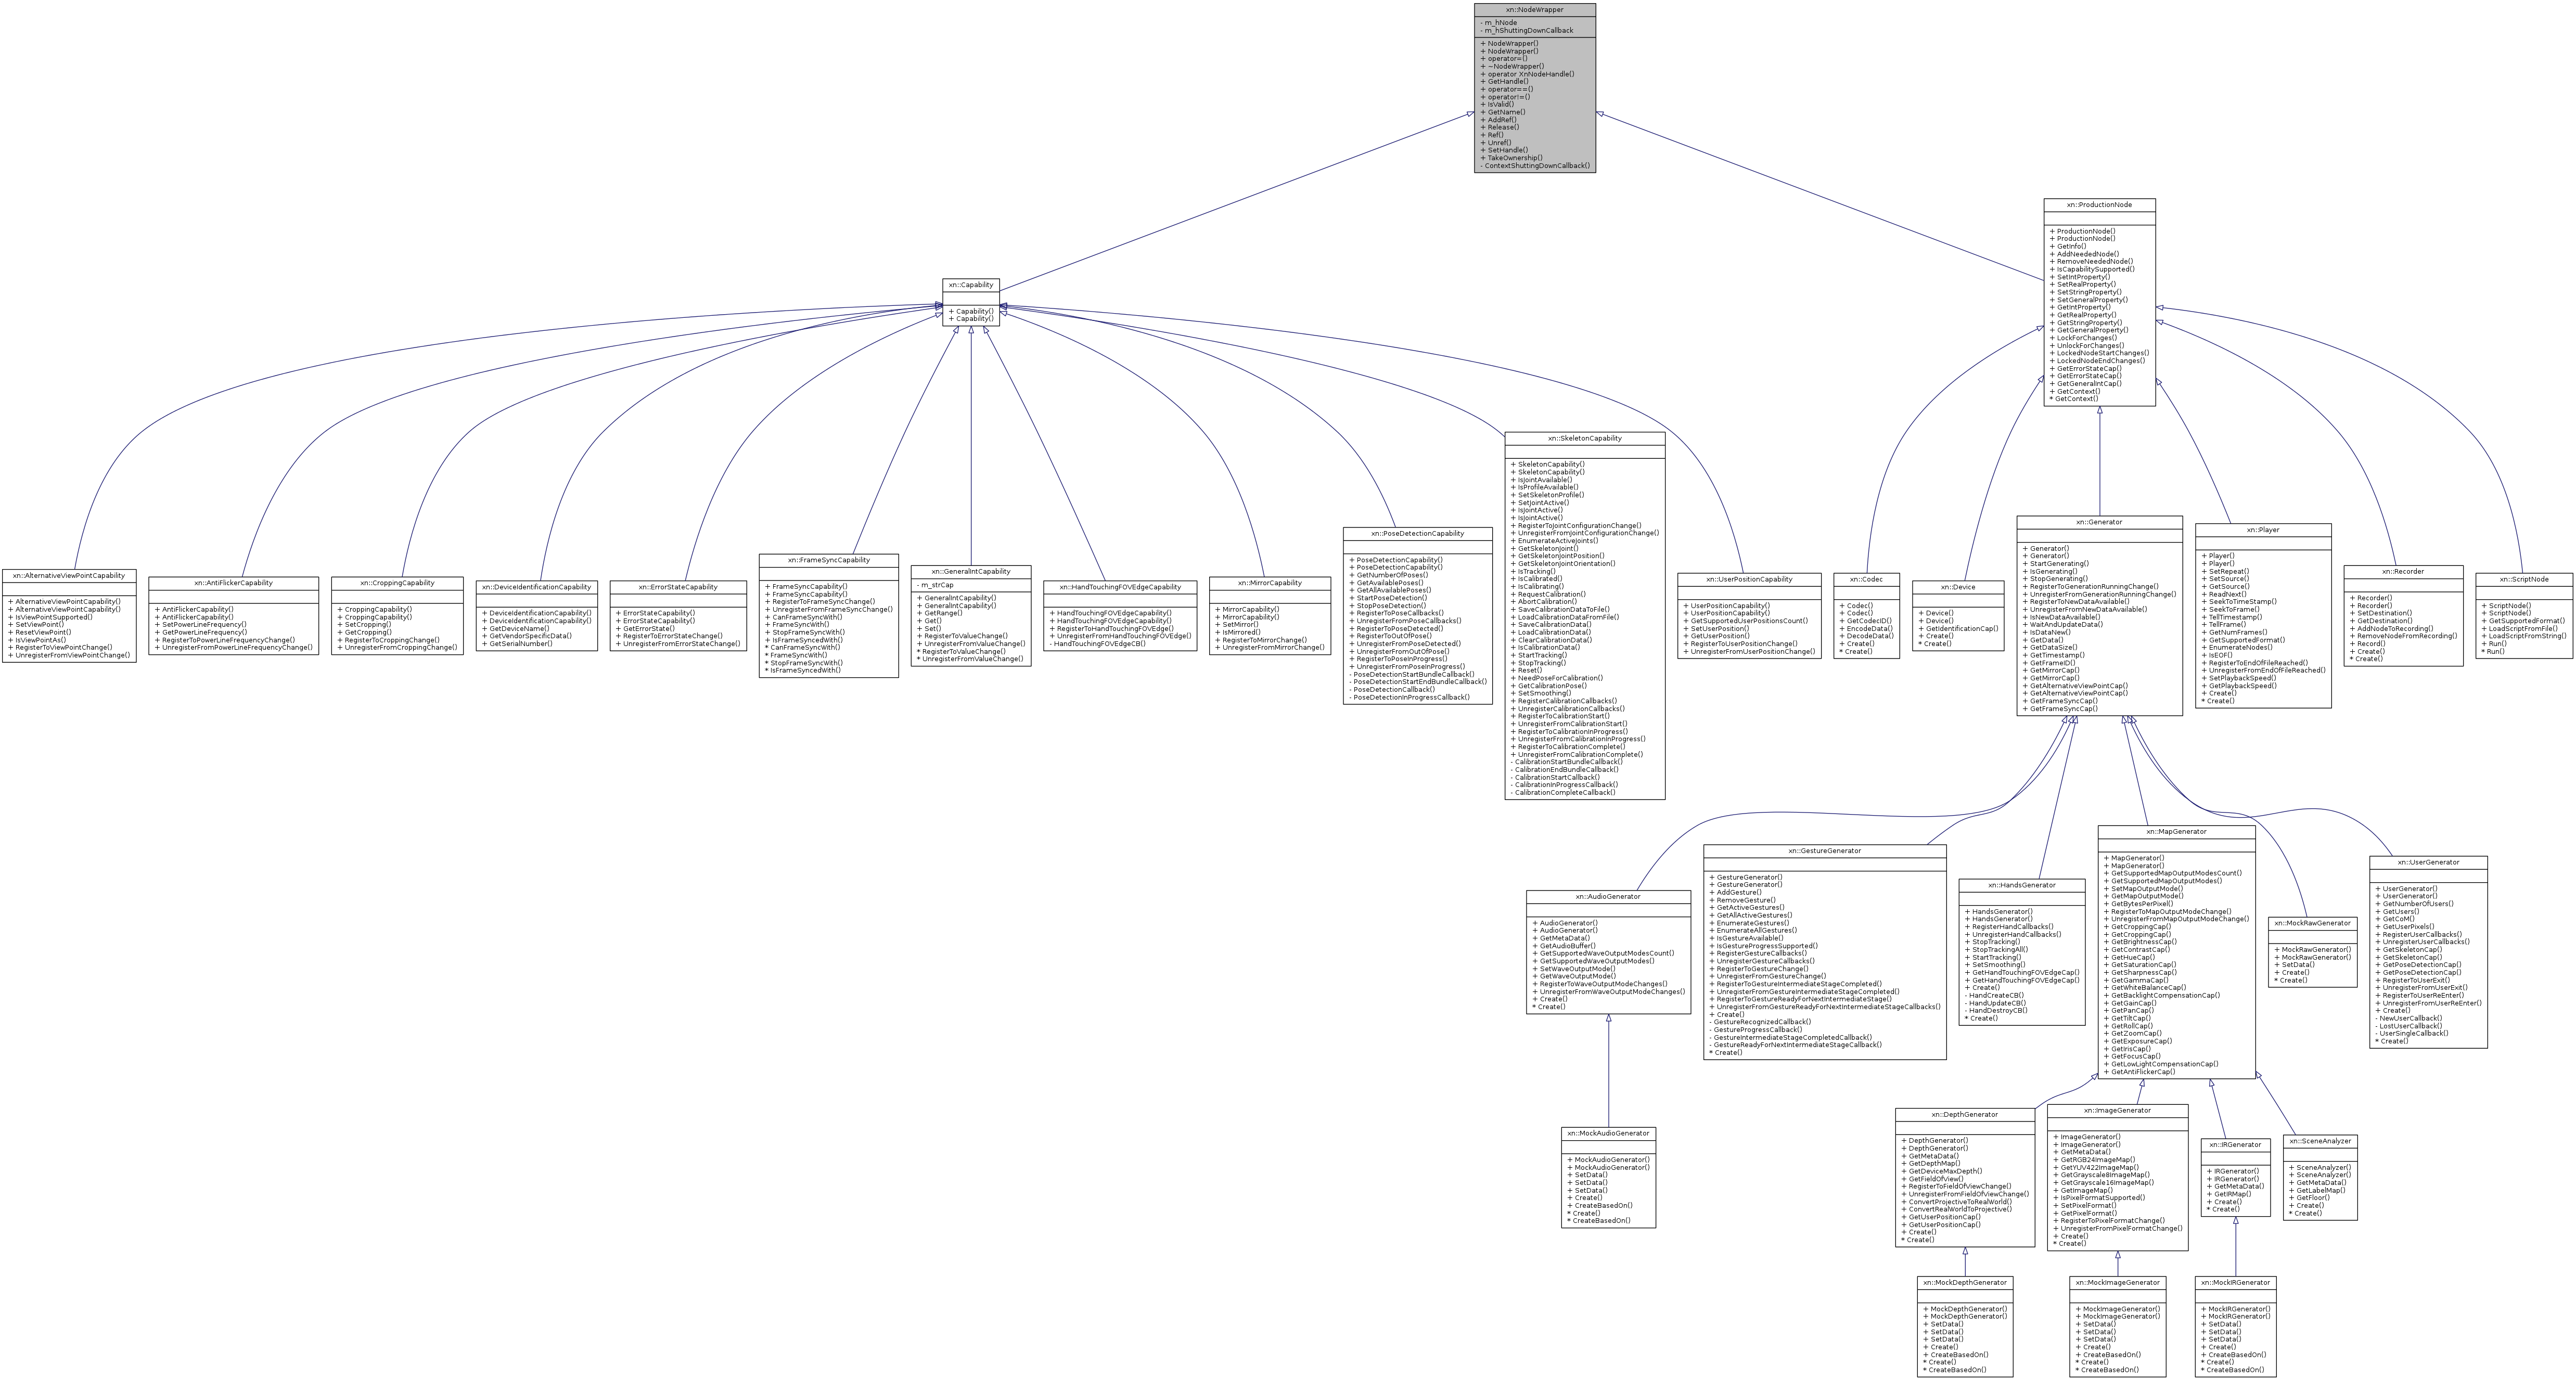 xn::NodeWrapper
- m_hNode
- m_hShuttingDownCallback
+ NodeWrapper()
+ NodeWrapper()
+ operator=()
+ ~NodeWrapper()
+ operator XnNodeHandle()
+ GetHandle()
+ operator==()
+ operator!=()
+ IsValid()
+ GetName()
+ AddRef()
+ Release()
+ Ref()
+ Unref()
+ SetHandle()
+ TakeOwnership()
- ContextShuttingDownCallback()
xn::ProductionNode
+ ProductionNode()
+ ProductionNode()
+ GetInfo()
+ AddNeededNode()
+ RemoveNeededNode()
+ IsCapabilitySupported()
+ SetIntProperty()
+ SetRealProperty()
+ SetStringProperty()
+ SetGeneralProperty()
+ GetIntProperty()
+ GetRealProperty()
+ GetStringProperty()
+ GetGeneralProperty()
+ LockForChanges()
+ UnlockForChanges()
+ LockedNodeStartChanges()
+ LockedNodeEndChanges()
+ GetErrorStateCap()
+ GetErrorStateCap()
+ GetGeneralIntCap()
+ GetContext()
* GetContext()
xn::Capability
+ Capability()
+ Capability()
xn::AlternativeViewPointCapability
+ AlternativeViewPointCapability()
+ AlternativeViewPointCapability()
+ IsViewPointSupported()
+ SetViewPoint()
+ ResetViewPoint()
+ IsViewPointAs()
+ RegisterToViewPointChange()
+ UnregisterFromViewPointChange()
xn::AntiFlickerCapability
+ AntiFlickerCapability()
+ AntiFlickerCapability()
+ SetPowerLineFrequency()
+ GetPowerLineFrequency()
+ RegisterToPowerLineFrequencyChange()
+ UnregisterFromPowerLineFrequencyChange()
xn::CroppingCapability
+ CroppingCapability()
+ CroppingCapability()
+ SetCropping()
+ GetCropping()
+ RegisterToCroppingChange()
+ UnregisterFromCroppingChange()
xn::DeviceIdentificationCapability
+ DeviceIdentificationCapability()
+ DeviceIdentificationCapability()
+ GetDeviceName()
+ GetVendorSpecificData()
+ GetSerialNumber()
xn::ErrorStateCapability
+ ErrorStateCapability()
+ ErrorStateCapability()
+ GetErrorState()
+ RegisterToErrorStateChange()
+ UnregisterFromErrorStateChange()
xn::FrameSyncCapability
+ FrameSyncCapability()
+ FrameSyncCapability()
+ RegisterToFrameSyncChange()
+ UnregisterFromFrameSyncChange()
+ CanFrameSyncWith()
+ FrameSyncWith()
+ StopFrameSyncWith()
+ IsFrameSyncedWith()
* CanFrameSyncWith()
* FrameSyncWith()
* StopFrameSyncWith()
* IsFrameSyncedWith()
xn::GeneralIntCapability
- m_strCap
+ GeneralIntCapability()
+ GeneralIntCapability()
+ GetRange()
+ Get()
+ Set()
+ RegisterToValueChange()
+ UnregisterFromValueChange()
* RegisterToValueChange()
* UnregisterFromValueChange()
xn::HandTouchingFOVEdgeCapability
+ HandTouchingFOVEdgeCapability()
+ HandTouchingFOVEdgeCapability()
+ RegisterToHandTouchingFOVEdge()
+ UnregisterFromHandTouchingFOVEdge()
- HandTouchingFOVEdgeCB()
xn::MirrorCapability
+ MirrorCapability()
+ MirrorCapability()
+ SetMirror()
+ IsMirrored()
+ RegisterToMirrorChange()
+ UnregisterFromMirrorChange()
xn::PoseDetectionCapability
+ PoseDetectionCapability()
+ PoseDetectionCapability()
+ GetNumberOfPoses()
+ GetAvailablePoses()
+ GetAllAvailablePoses()
+ StartPoseDetection()
+ StopPoseDetection()
+ RegisterToPoseCallbacks()
+ UnregisterFromPoseCallbacks()
+ RegisterToPoseDetected()
+ RegisterToOutOfPose()
+ UnregisterFromPoseDetected()
+ UnregisterFromOutOfPose()
+ RegisterToPoseInProgress()
+ UnregisterFromPoseInProgress()
- PoseDetectionStartBundleCallback()
- PoseDetectionStartEndBundleCallback()
- PoseDetectionCallback()
- PoseDetectionInProgressCallback()
xn::SkeletonCapability
+ SkeletonCapability()
+ SkeletonCapability()
+ IsJointAvailable()
+ IsProfileAvailable()
+ SetSkeletonProfile()
+ SetJointActive()
+ IsJointActive()
+ IsJointActive()
+ RegisterToJointConfigurationChange()
+ UnregisterFromJointConfigurationChange()
+ EnumerateActiveJoints()
+ GetSkeletonJoint()
+ GetSkeletonJointPosition()
+ GetSkeletonJointOrientation()
+ IsTracking()
+ IsCalibrated()
+ IsCalibrating()
+ RequestCalibration()
+ AbortCalibration()
+ SaveCalibrationDataToFile()
+ LoadCalibrationDataFromFile()
+ SaveCalibrationData()
+ LoadCalibrationData()
+ ClearCalibrationData()
+ IsCalibrationData()
+ StartTracking()
+ StopTracking()
+ Reset()
+ NeedPoseForCalibration()
+ GetCalibrationPose()
+ SetSmoothing()
+ RegisterCalibrationCallbacks()
+ UnregisterCalibrationCallbacks()
+ RegisterToCalibrationStart()
+ UnregisterFromCalibrationStart()
+ RegisterToCalibrationInProgress()
+ UnregisterFromCalibrationInProgress()
+ RegisterToCalibrationComplete()
+ UnregisterFromCalibrationComplete()
- CalibrationStartBundleCallback()
- CalibrationEndBundleCallback()
- CalibrationStartCallback()
- CalibrationInProgressCallback()
- CalibrationCompleteCallback()
xn::UserPositionCapability
+ UserPositionCapability()
+ UserPositionCapability()
+ GetSupportedUserPositionsCount()
+ SetUserPosition()
+ GetUserPosition()
+ RegisterToUserPositionChange()
+ UnregisterFromUserPositionChange()
xn::Codec
+ Codec()
+ Codec()
+ GetCodecID()
+ EncodeData()
+ DecodeData()
+ Create()
* Create()
xn::Device
+ Device()
+ Device()
+ GetIdentificationCap()
+ Create()
* Create()
xn::Generator
+ Generator()
+ Generator()
+ StartGenerating()
+ IsGenerating()
+ StopGenerating()
+ RegisterToGenerationRunningChange()
+ UnregisterFromGenerationRunningChange()
+ RegisterToNewDataAvailable()
+ UnregisterFromNewDataAvailable()
+ IsNewDataAvailable()
+ WaitAndUpdateData()
+ IsDataNew()
+ GetData()
+ GetDataSize()
+ GetTimestamp()
+ GetFrameID()
+ GetMirrorCap()
+ GetMirrorCap()
+ GetAlternativeViewPointCap()
+ GetAlternativeViewPointCap()
+ GetFrameSyncCap()
+ GetFrameSyncCap()
xn::Player
+ Player()
+ Player()
+ SetRepeat()
+ SetSource()
+ GetSource()
+ ReadNext()
+ SeekToTimeStamp()
+ SeekToFrame()
+ TellTimestamp()
+ TellFrame()
+ GetNumFrames()
+ GetSupportedFormat()
+ EnumerateNodes()
+ IsEOF()
+ RegisterToEndOfFileReached()
+ UnregisterFromEndOfFileReached()
+ SetPlaybackSpeed()
+ GetPlaybackSpeed()
+ Create()
* Create()
xn::Recorder
+ Recorder()
+ Recorder()
+ SetDestination()
+ GetDestination()
+ AddNodeToRecording()
+ RemoveNodeFromRecording()
+ Record()
+ Create()
* Create()
xn::ScriptNode
+ ScriptNode()
+ ScriptNode()
+ GetSupportedFormat()
+ LoadScriptFromFile()
+ LoadScriptFromString()
+ Run()
* Run()
xn::AudioGenerator
+ AudioGenerator()
+ AudioGenerator()
+ GetMetaData()
+ GetAudioBuffer()
+ GetSupportedWaveOutputModesCount()
+ GetSupportedWaveOutputModes()
+ SetWaveOutputMode()
+ GetWaveOutputMode()
+ RegisterToWaveOutputModeChanges()
+ UnregisterFromWaveOutputModeChanges()
+ Create()
* Create()
xn::GestureGenerator
+ GestureGenerator()
+ GestureGenerator()
+ AddGesture()
+ RemoveGesture()
+ GetActiveGestures()
+ GetAllActiveGestures()
+ EnumerateGestures()
+ EnumerateAllGestures()
+ IsGestureAvailable()
+ IsGestureProgressSupported()
+ RegisterGestureCallbacks()
+ UnregisterGestureCallbacks()
+ RegisterToGestureChange()
+ UnregisterFromGestureChange()
+ RegisterToGestureIntermediateStageCompleted()
+ UnregisterFromGestureIntermediateStageCompleted()
+ RegisterToGestureReadyForNextIntermediateStage()
+ UnregisterFromGestureReadyForNextIntermediateStageCallbacks()
+ Create()
- GestureRecognizedCallback()
- GestureProgressCallback()
- GestureIntermediateStageCompletedCallback()
- GestureReadyForNextIntermediateStageCallback()
* Create()
xn::HandsGenerator
+ HandsGenerator()
+ HandsGenerator()
+ RegisterHandCallbacks()
+ UnregisterHandCallbacks()
+ StopTracking()
+ StopTrackingAll()
+ StartTracking()
+ SetSmoothing()
+ GetHandTouchingFOVEdgeCap()
+ GetHandTouchingFOVEdgeCap()
+ Create()
- HandCreateCB()
- HandUpdateCB()
- HandDestroyCB()
* Create()
xn::MapGenerator
+ MapGenerator()
+ MapGenerator()
+ GetSupportedMapOutputModesCount()
+ GetSupportedMapOutputModes()
+ SetMapOutputMode()
+ GetMapOutputMode()
+ GetBytesPerPixel()
+ RegisterToMapOutputModeChange()
+ UnregisterFromMapOutputModeChange()
+ GetCroppingCap()
+ GetCroppingCap()
+ GetBrightnessCap()
+ GetContrastCap()
+ GetHueCap()
+ GetSaturationCap()
+ GetSharpnessCap()
+ GetGammaCap()
+ GetWhiteBalanceCap()
+ GetBacklightCompensationCap()
+ GetGainCap()
+ GetPanCap()
+ GetTiltCap()
+ GetRollCap()
+ GetZoomCap()
+ GetExposureCap()
+ GetIrisCap()
+ GetFocusCap()
+ GetLowLightCompensationCap()
+ GetAntiFlickerCap()
xn::MockRawGenerator
+ MockRawGenerator()
+ MockRawGenerator()
+ SetData()
+ Create()
* Create()
xn::UserGenerator
+ UserGenerator()
+ UserGenerator()
+ GetNumberOfUsers()
+ GetUsers()
+ GetCoM()
+ GetUserPixels()
+ RegisterUserCallbacks()
+ UnregisterUserCallbacks()
+ GetSkeletonCap()
+ GetSkeletonCap()
+ GetPoseDetectionCap()
+ GetPoseDetectionCap()
+ RegisterToUserExit()
+ UnregisterFromUserExit()
+ RegisterToUserReEnter()
+ UnregisterFromUserReEnter()
+ Create()
- NewUserCallback()
- LostUserCallback()
- UserSingleCallback()
* Create()
xn::MockAudioGenerator
+ MockAudioGenerator()
+ MockAudioGenerator()
+ SetData()
+ SetData()
+ SetData()
+ Create()
+ CreateBasedOn()
* Create()
* CreateBasedOn()
xn::DepthGenerator
+ DepthGenerator()
+ DepthGenerator()
+ GetMetaData()
+ GetDepthMap()
+ GetDeviceMaxDepth()
+ GetFieldOfView()
+ RegisterToFieldOfViewChange()
+ UnregisterFromFieldOfViewChange()
+ ConvertProjectiveToRealWorld()
+ ConvertRealWorldToProjective()
+ GetUserPositionCap()
+ GetUserPositionCap()
+ Create()
* Create()
xn::ImageGenerator
+ ImageGenerator()
+ ImageGenerator()
+ GetMetaData()
+ GetRGB24ImageMap()
+ GetYUV422ImageMap()
+ GetGrayscale8ImageMap()
+ GetGrayscale16ImageMap()
+ GetImageMap()
+ IsPixelFormatSupported()
+ SetPixelFormat()
+ GetPixelFormat()
+ RegisterToPixelFormatChange()
+ UnregisterFromPixelFormatChange()
+ Create()
* Create()
xn::IRGenerator
+ IRGenerator()
+ IRGenerator()
+ GetMetaData()
+ GetIRMap()
+ Create()
* Create()
xn::SceneAnalyzer
+ SceneAnalyzer()
+ SceneAnalyzer()
+ GetMetaData()
+ GetLabelMap()
+ GetFloor()
+ Create()
* Create()
xn::MockDepthGenerator
+ MockDepthGenerator()
+ MockDepthGenerator()
+ SetData()
+ SetData()
+ SetData()
+ Create()
+ CreateBasedOn()
* Create()
* CreateBasedOn()
xn::MockImageGenerator
+ MockImageGenerator()
+ MockImageGenerator()
+ SetData()
+ SetData()
+ SetData()
+ Create()
+ CreateBasedOn()
* Create()
* CreateBasedOn()
xn::MockIRGenerator
+ MockIRGenerator()
+ MockIRGenerator()
+ SetData()
+ SetData()
+ SetData()
+ Create()
+ CreateBasedOn()
* Create()
* CreateBasedOn()